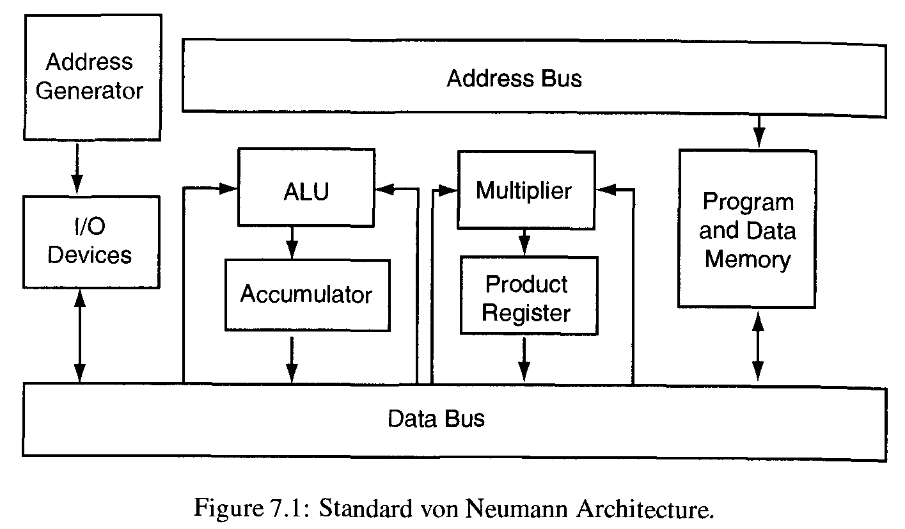 Address
Generator
Address Bus
ALU
Multiplier
Program
and Data
Memory
I/O
Devices
Accumulator
Product
Register
Data Bus
Figure 7.1: Standard von Neumann Architecture.